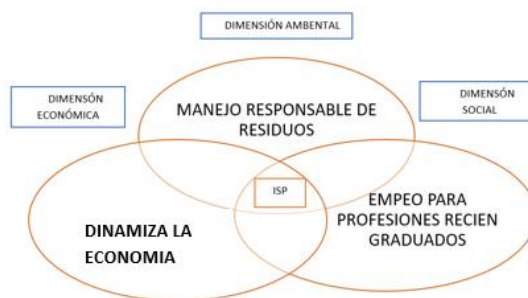 DIMENSIÓN AMBENTAL
DIMENSÓN
ECONÓMICA
DIMENSÓN
SOCIAL
MANEJO RESPONSABLE DE
RESIDUOS
ISP
DINAMIZA LA
ECONOMIA
EMPEO PARA
PROFESIONES RECIEN
GRADUADOS